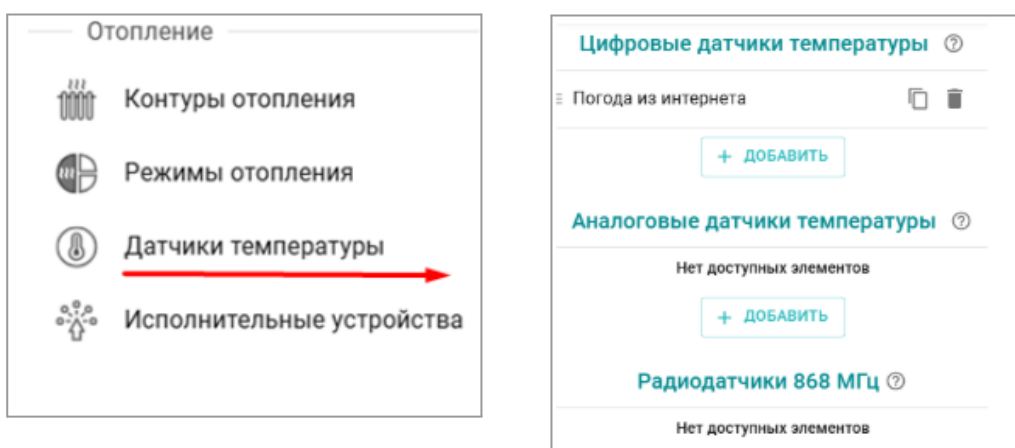 Отопление
Контуры отопления
Режимы отопления
Датчики температуры
Исполнительные устройства
Цифровые датчики температуры
Погода из интернета
+ ДОБАВИТЬ
Аналоговые датчики температуры
Нет доступных элементов
+ ДОБАВИТЬ
Радиодатчики 868 МГц
Нет доступных элементов